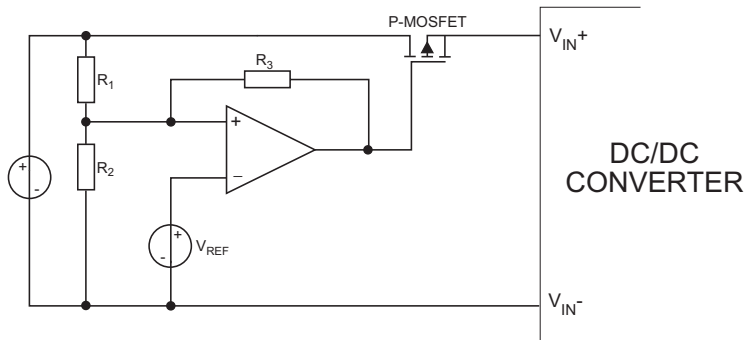 P-MOSFET
V_IN+
R_3
R_1
+
+
-
R_2
DC/DC
CONVERTER
−
+
-
V_REF
V_IN-